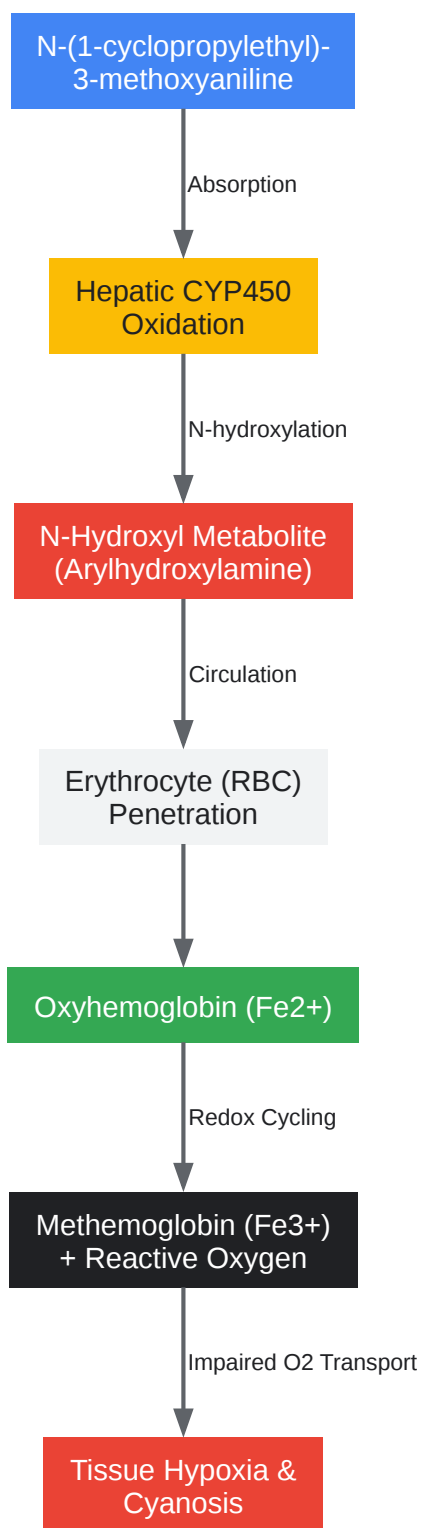 N-(1-cyclopropylethyl)-
3-methoxyaniline
Absorption
Hepatic CYP450
Oxidation
N-hydroxylation
N-Hydroxyl Metabolite
(Arylhydroxylamine)
Circulation
Erythrocyte (RBC)
Penetration
Oxyhemoglobin (Fe2+)
Redox Cycling
Methemoglobin (Fe3+)
+ Reactive Oxygen
Impaired O2 Transport
Tissue Hypoxia &
Cyanosis